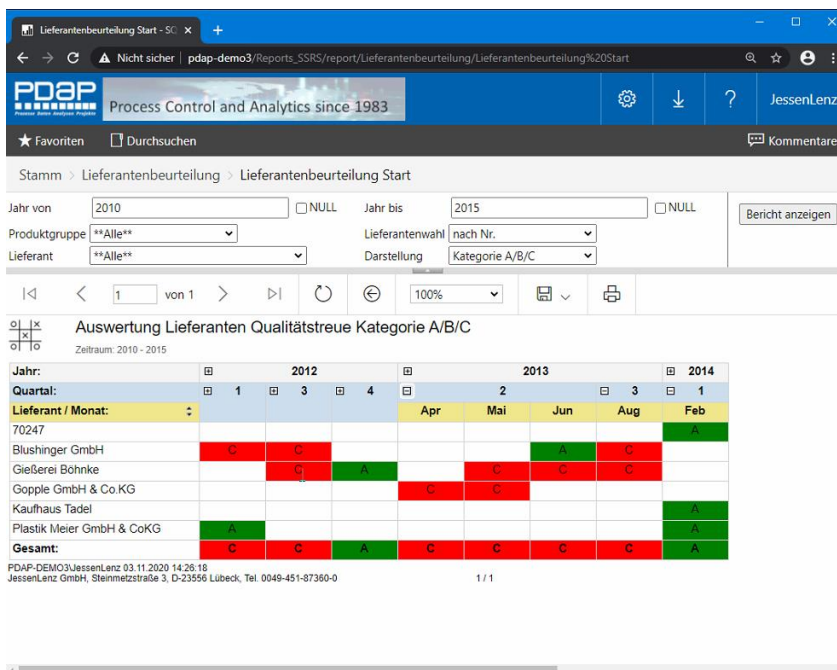 Lieferantenbeurteilung Start - SQ
Nicht sicher | pdap-demo3/Reports_SSRS/report/Lieferantenbeurteilung/Lieferantenbeurteilung%20Start
PDAP Process Control and Analytics since 1983 JessenLenz
Prozesse Daten Analysen Projekte
Favoriten Durchsuchen Kommentare
Stamm > Lieferantenbeurteilung > Lieferantenbeurteilung Start
Jahr von 2010 NULL Jahr bis 2015 NULL Bericht anzeigen
Produktgruppe **Alle** Lieferantenwahl nach Nr.
Lieferant **Alle** Darstellung Kategorie A/B/C
1 von 1 100%
Auswertung Lieferanten Qualitätstreue Kategorie A/B/C
Zeitraum: 2010 - 2015
Jahr: 2012 2013 2014
Quartal: 1 3 4 2 3 1
Lieferant / Monat: Apr Mai Jun Aug Feb
70247 A
Blushinger GmbH C C A C
Gießerei Böhnke C A C C C
Gopple GmbH & Co.KG C C
Kaufhaus Tadel A
Plastik Meier GmbH & CoKG A A
Gesamt: C C A C C C C A
PDAP-DEMO3\JessenLenz 03.11.2020 14:26:18
JessenLenz GmbH, Steinmetzstraße 3, D-23556 Lübeck, Tel. 0049-451-87360-0 1 / 1